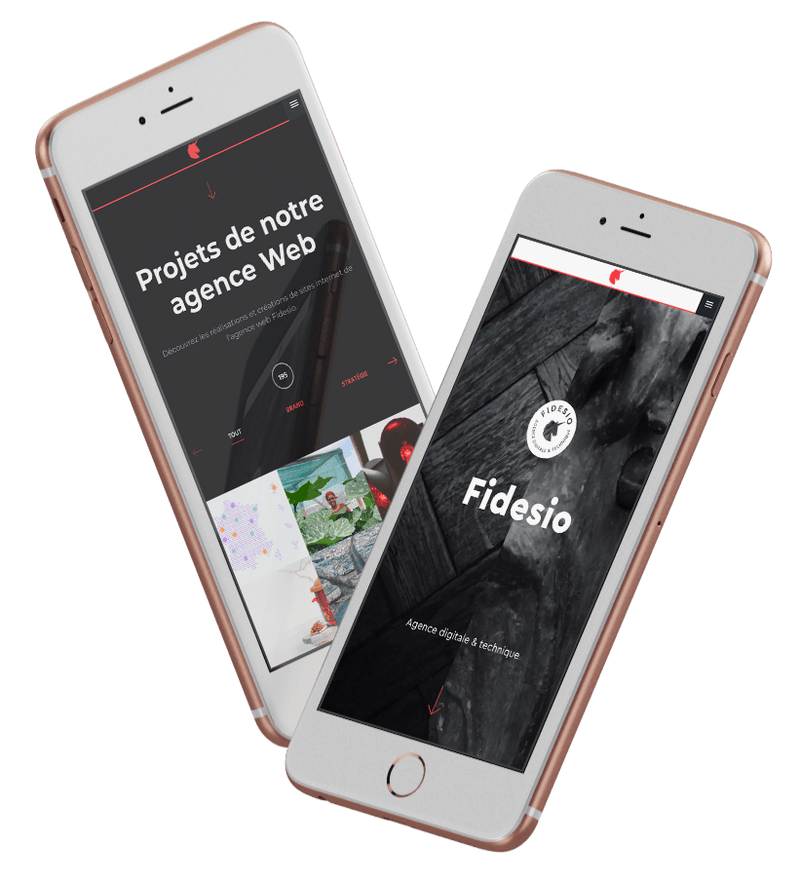 Projets de notre
agence Web
Découvrez les réalisations et créations de sites internet de
l'agence web Fidesio
195
TOUT
BRAND
STRATÉGIE
FIDESIO
AGENCE DIGITALE & TECHNIQUE
Fidesio
Agence digitale & technique